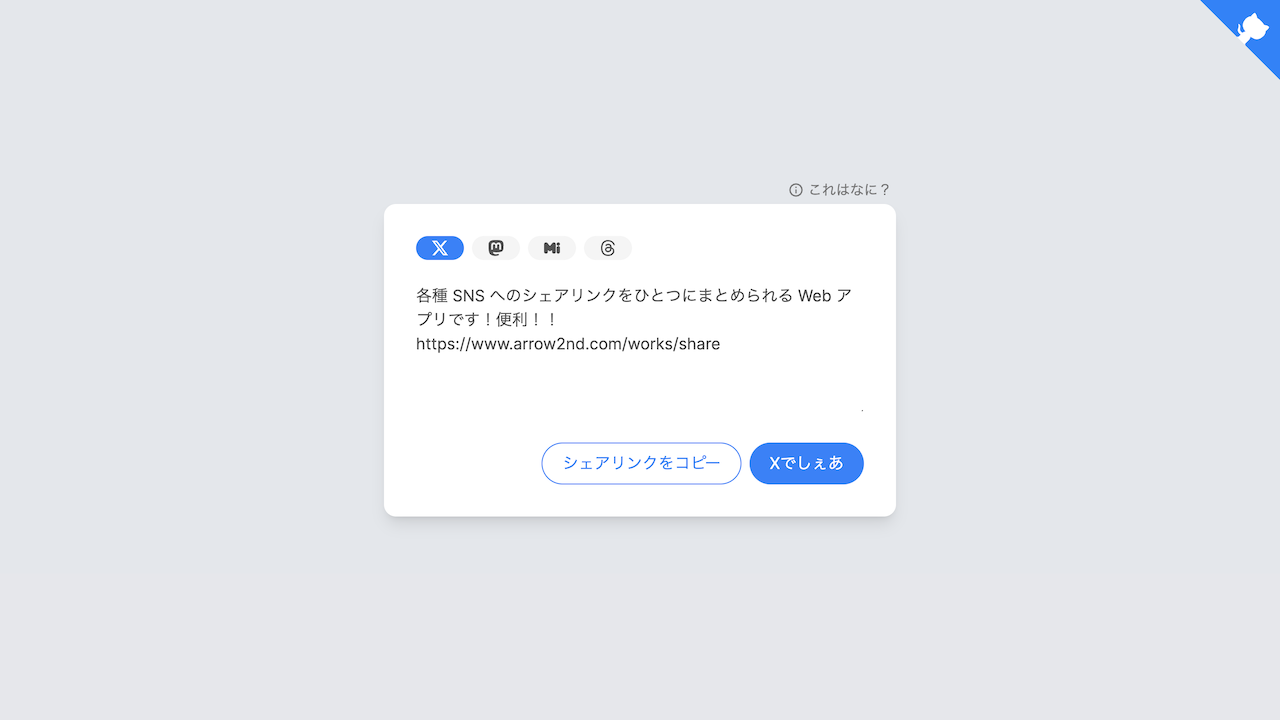 これはなに？
各種 SNS へのシェアリンクをひとつにまとめられる Web ア
プリです！便利！！
https://www.arrow2nd.com/works/share
シェアリンクをコピー
Xでしぇあ